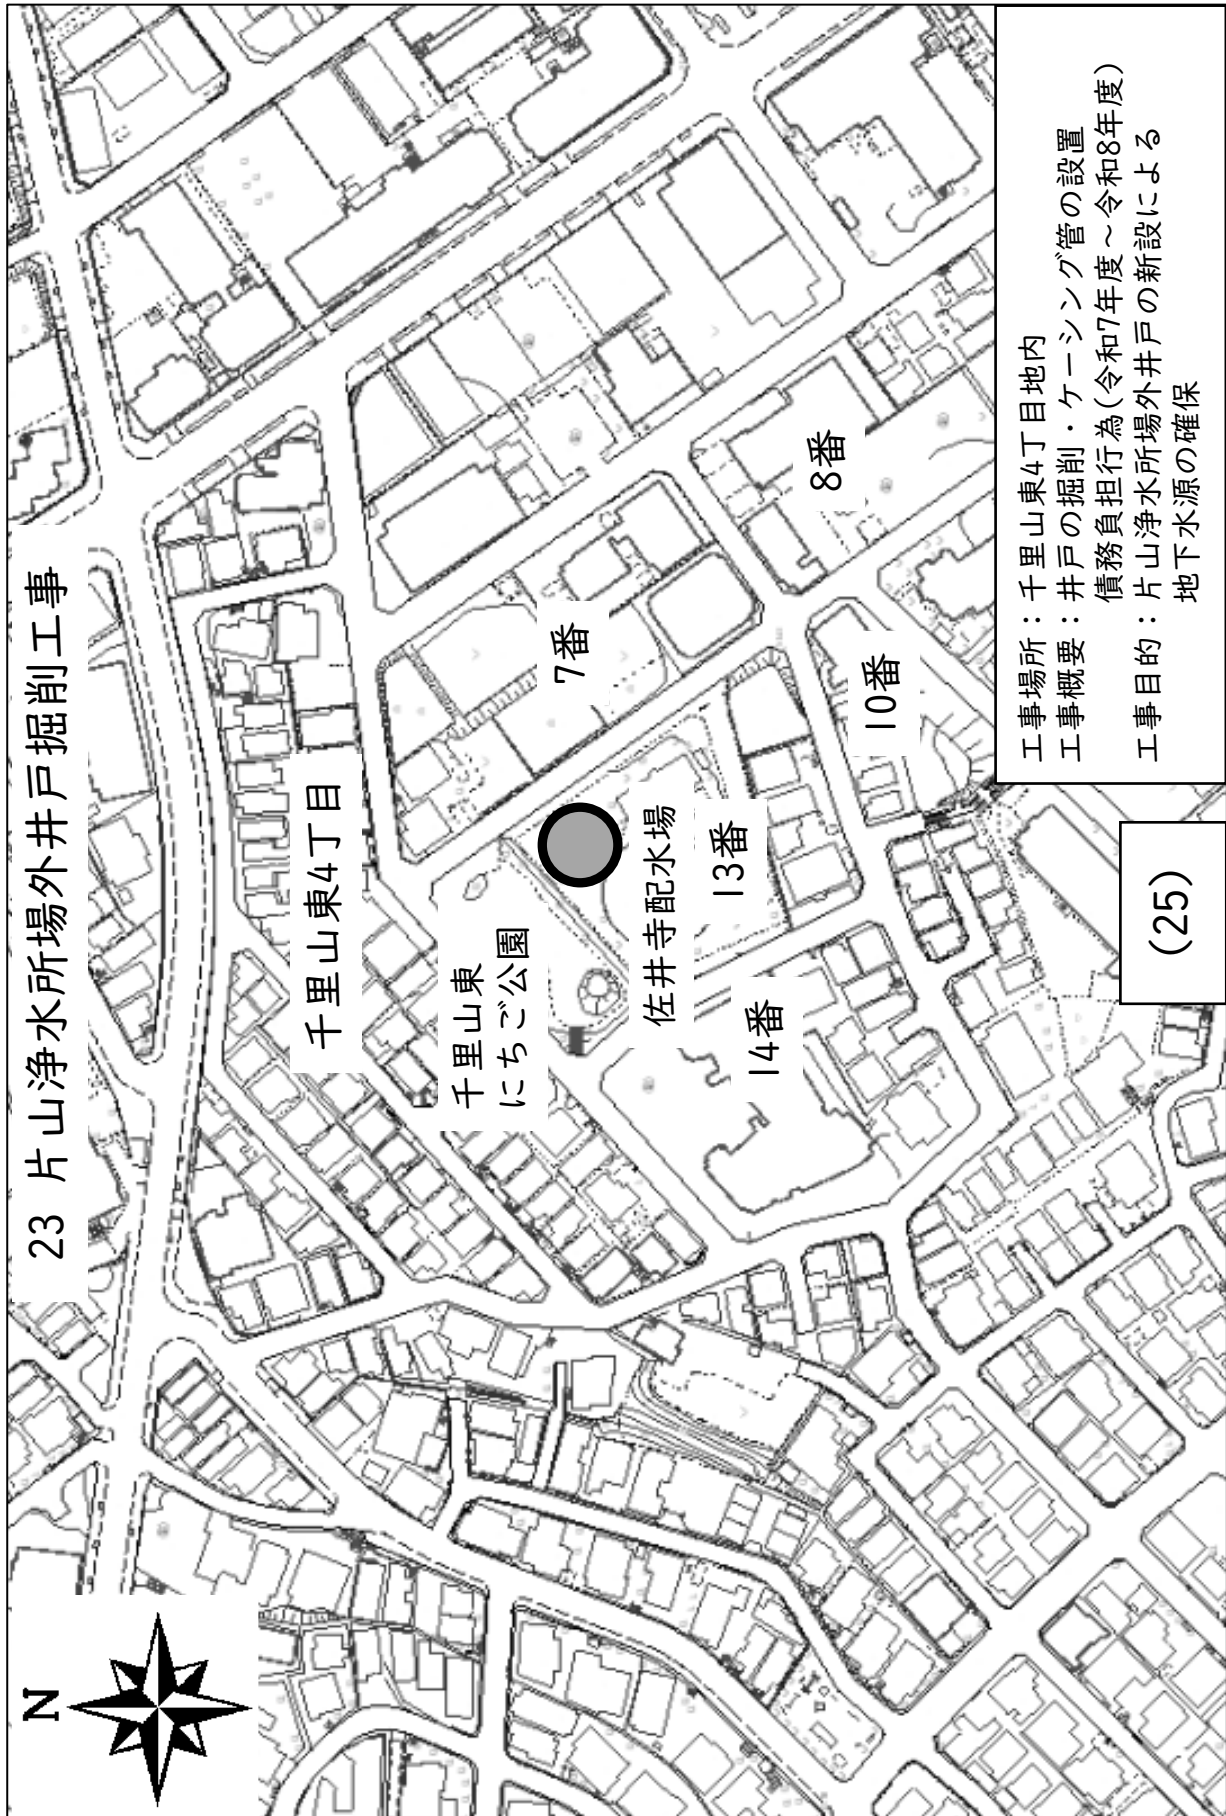 23 片山浄水所場外井戸掘削工事
N
千里山東4丁目
千里山東
にちご公園
7番
佐井寺配水場
13番
14番
8番
10番
工事場所：千里山東4丁目地内
工事概要：井戸の掘削・ケーシング管の設置
債務負担行為(令和7年度～令和8年度)
工事目的：片山浄水所場外井戸の新設による
地下水源の確保
(25)